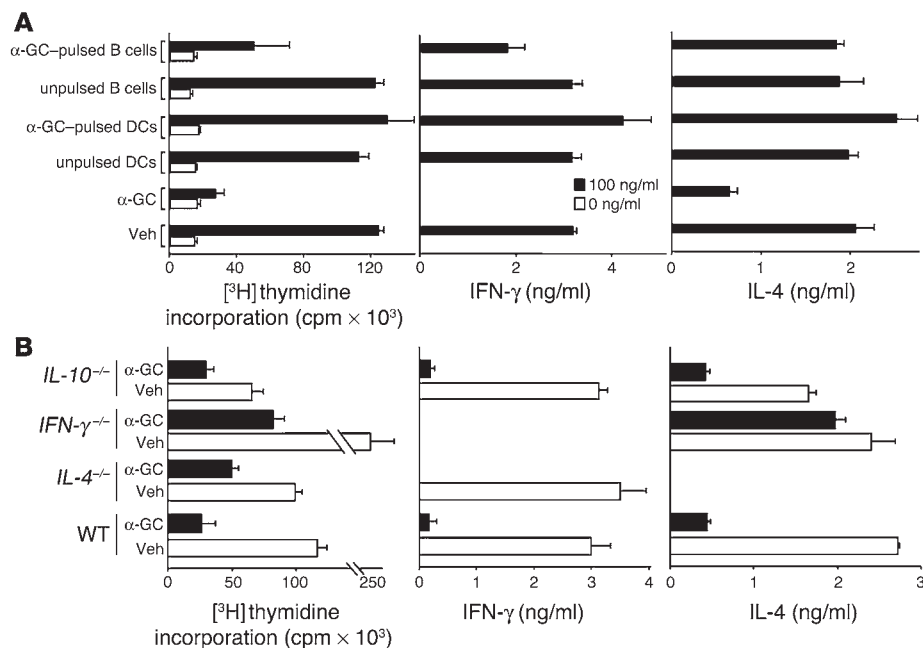 A
α-GC–pulsed B cells
unpulsed B cells
α-GC–pulsed DCs
unpulsed DCs
α-GC
Veh
100 ng/ml
0 ng/ml
0 40 80 120
[³H] thymidine
incorporation (cpm × 10³)
0 2 4
IFN-γ (ng/ml)
0 1 2
IL-4 (ng/ml)
B
IL-10⁻/⁻ α-GC
Veh
IFN-γ⁻/⁻ α-GC
Veh
IL-4⁻/⁻ α-GC
Veh
WT α-GC
Veh
0 50 100 250
[³H] thymidine
incorporation (cpm × 10³)
0 1 2 3 4
IFN-γ (ng/ml)
0 1 2 3
IL-4 (ng/ml)